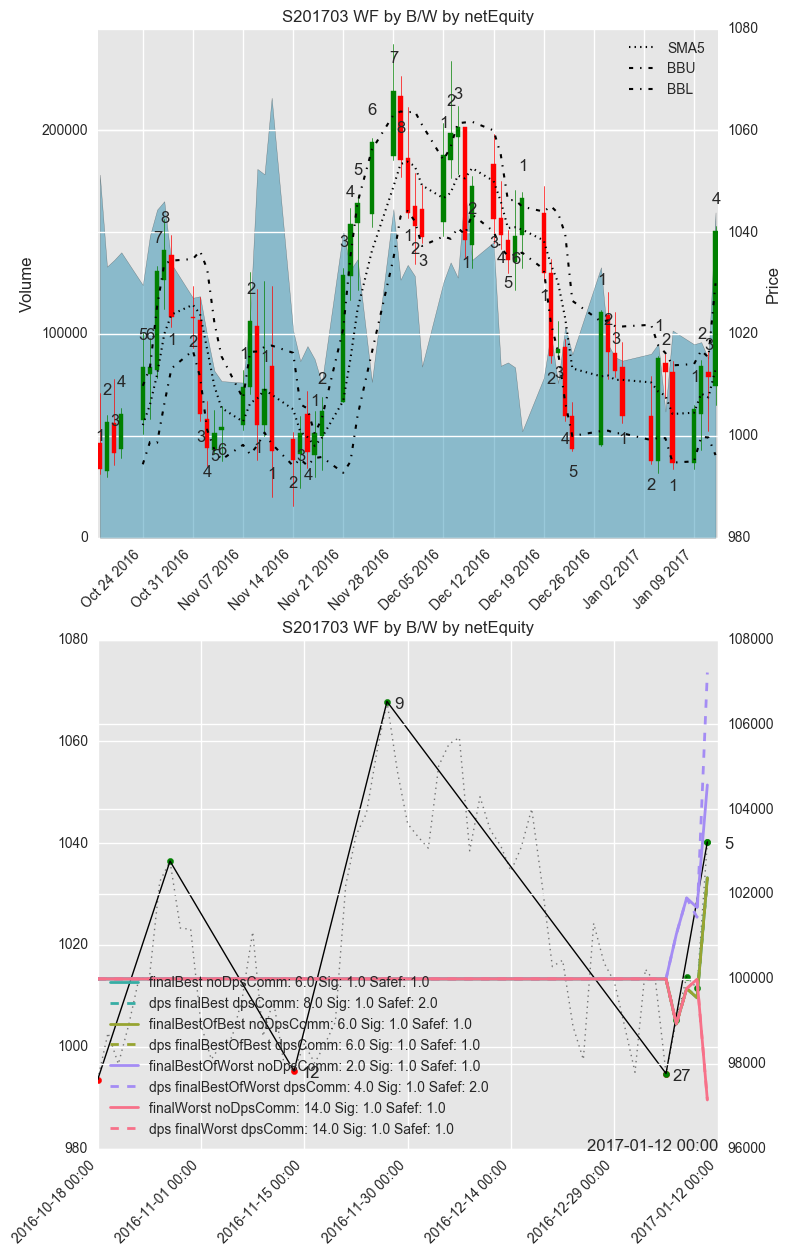 S201703 WF by B/W by netEquity
Volume
Price
200000
100000
0
1080
1060
1040
1020
1000
980
SMA5
BBU
BBL
Oct 24 2016
Oct 31 2016
Nov 07 2016
Nov 14 2016
Nov 21 2016
Nov 28 2016
Dec 05 2016
Dec 12 2016
Dec 19 2016
Dec 26 2016
Jan 02 2017
Jan 09 2017
S201703 WF by B/W by netEquity
1080
1060
1040
1020
1000
980
108000
106000
104000
102000
100000
98000
96000
9
5
12
27
finalBest noDpsComm: 6.0 Sig: 1.0 Safef: 1.0
dps finalBest dpsComm: 8.0 Sig: 1.0 Safef: 2.0
finalBestOfBest noDpsComm: 6.0 Sig: 1.0 Safef: 1.0
dps finalBestOfBest dpsComm: 6.0 Sig: 1.0 Safef: 1.0
finalBestOfWorst noDpsComm: 2.0 Sig: 1.0 Safef: 1.0
dps finalBestOfWorst dpsComm: 4.0 Sig: 1.0 Safef: 2.0
finalWorst noDpsComm: 14.0 Sig: 1.0 Safef: 1.0
dps finalWorst dpsComm: 14.0 Sig: 1.0 Safef: 1.0
2017-01-12 00:00
2016-10-18 00:00
2016-11-01 00:00
2016-11-15 00:00
2016-11-30 00:00
2016-12-14 00:00
2016-12-29 00:00
2017-01-12 00:00